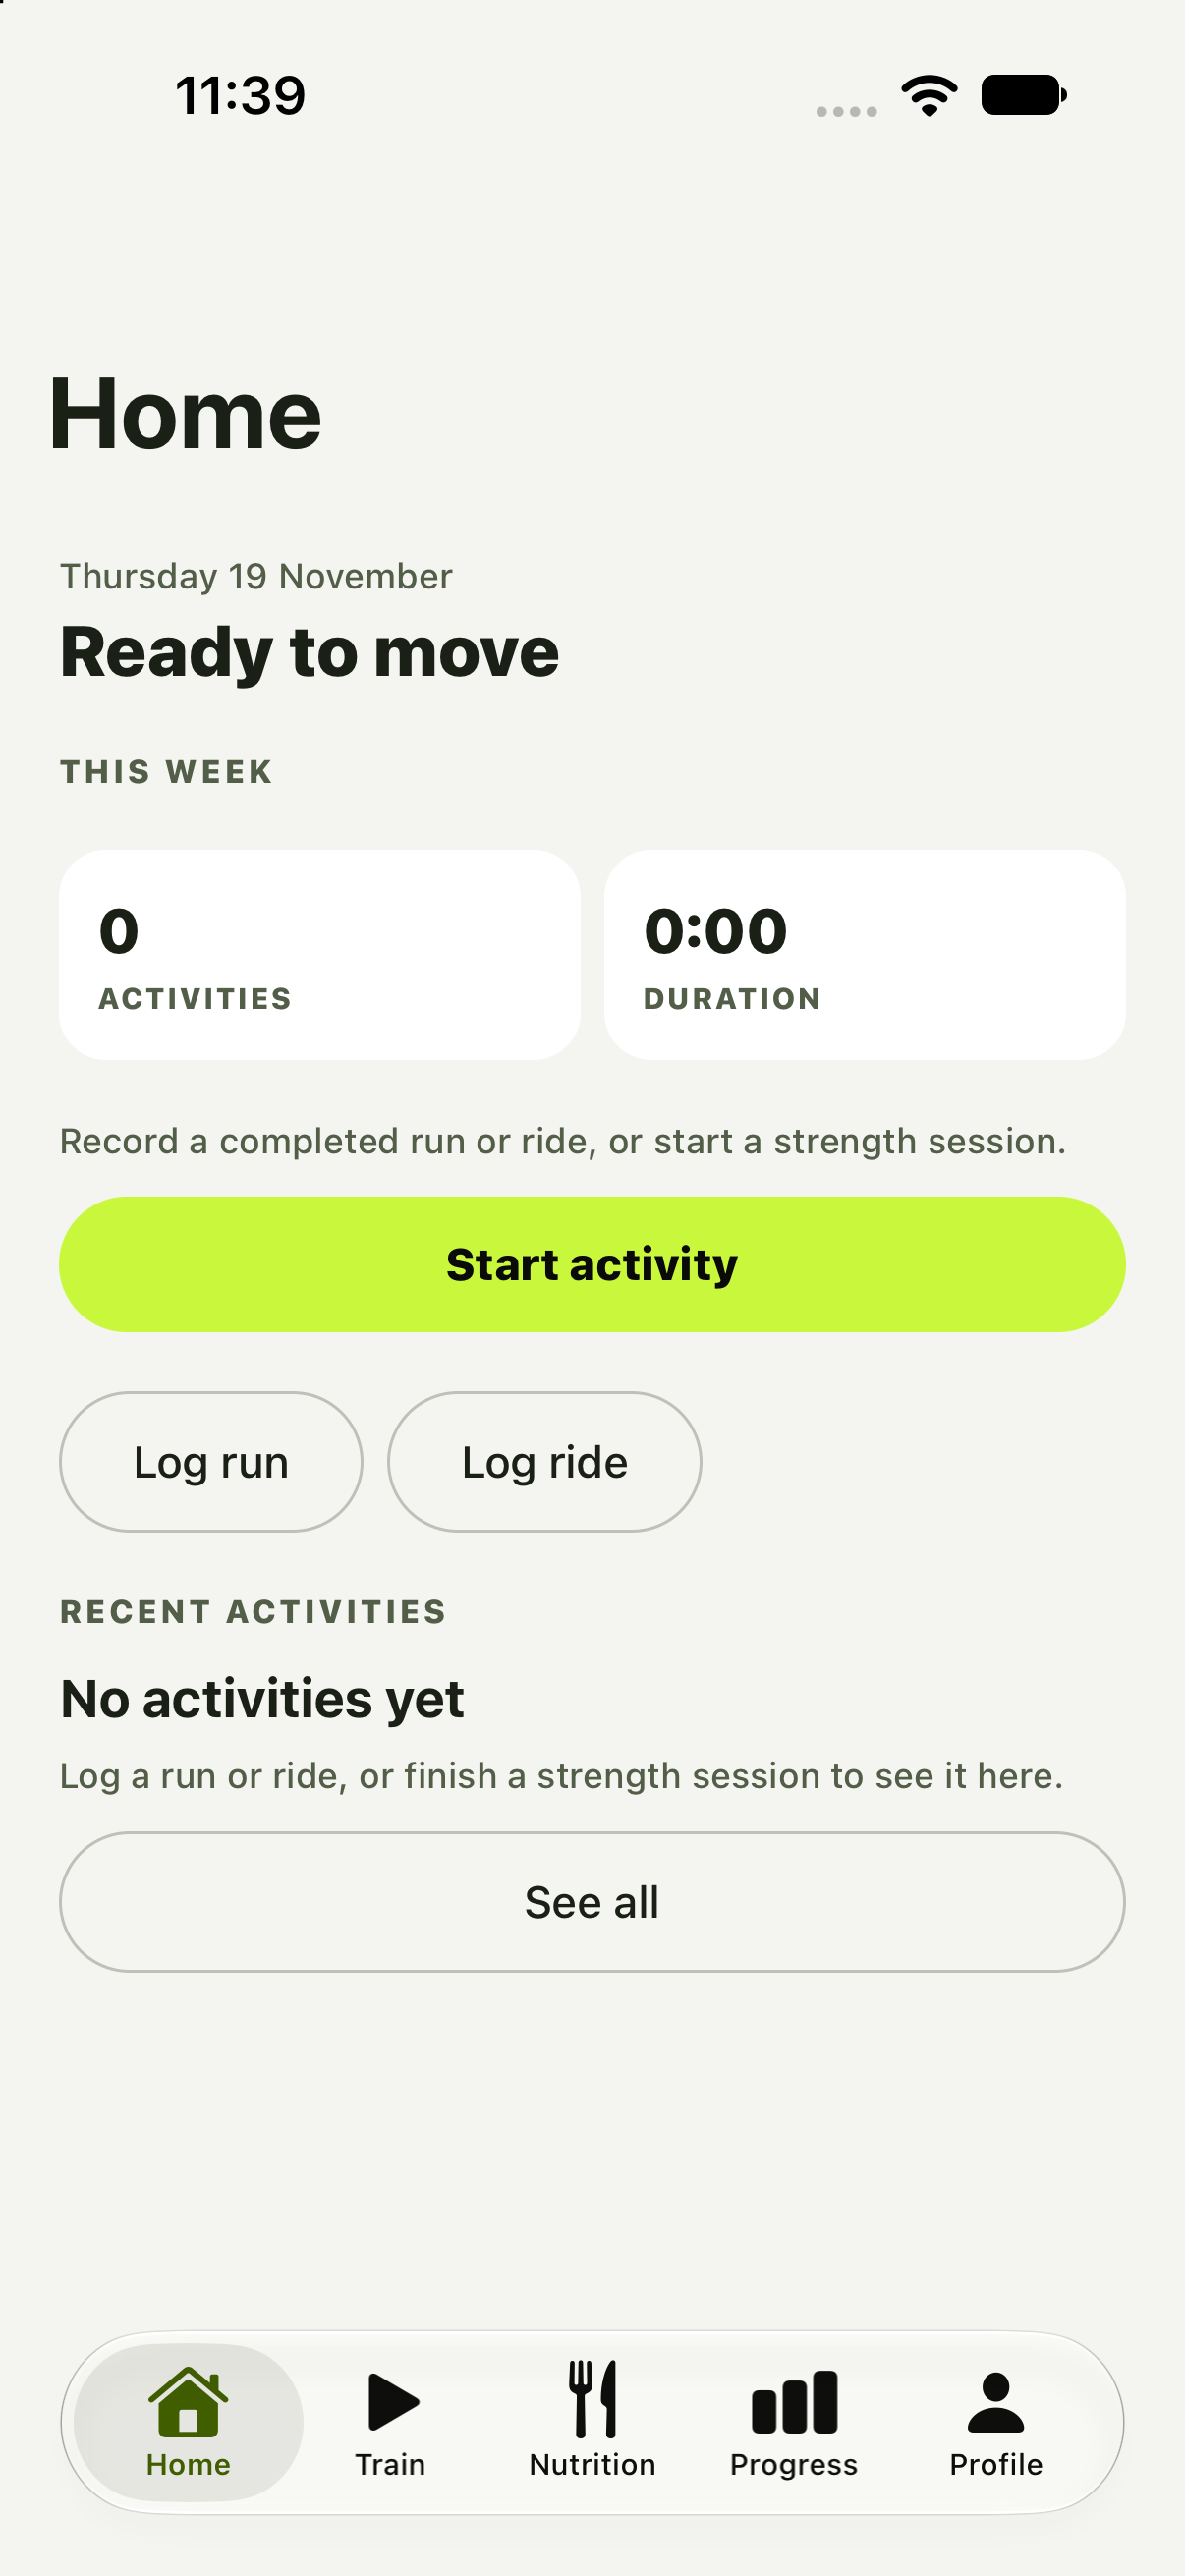 11:39
Home
Thursday 19 November
Ready to move
THIS WEEK
0
ACTIVITIES
0:00
DURATION
Record a completed run or ride, or start a strength session.
Start activity
Log run
Log ride
RECENT ACTIVITIES
No activities yet
Log a run or ride, or finish a strength session to see it here.
See all
Home
Train
Nutrition
Progress
Profile